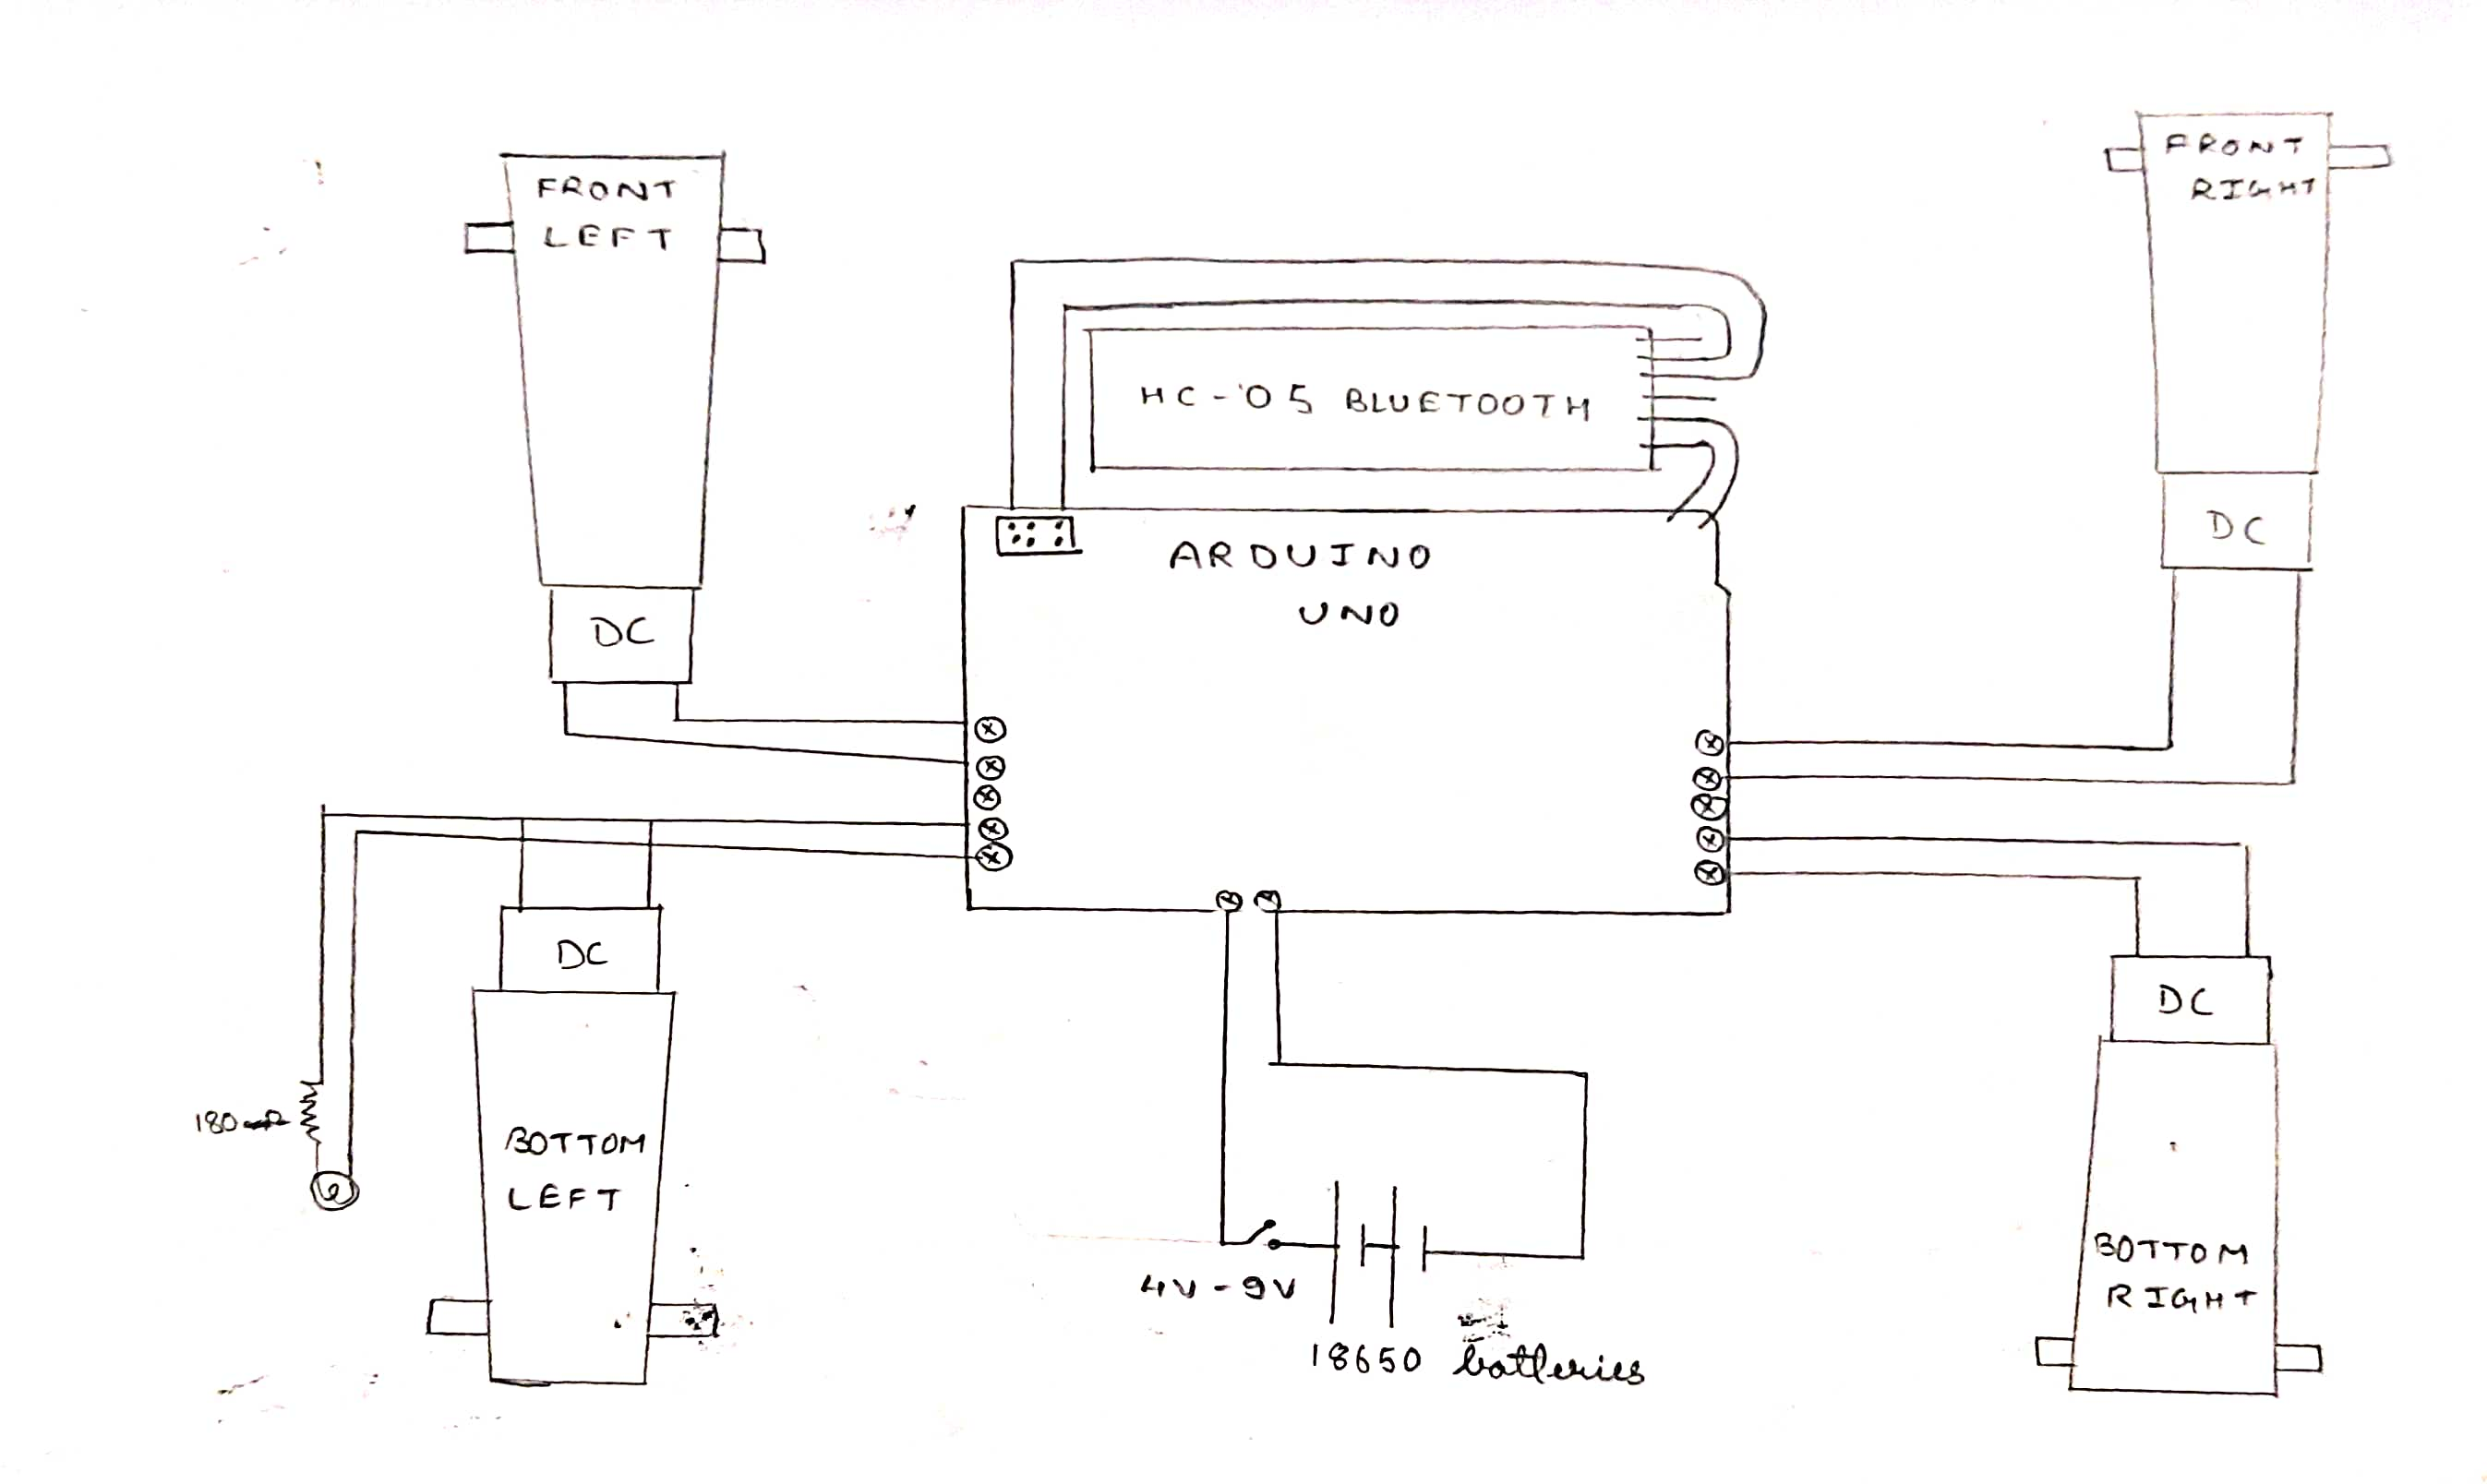 FRONT
LEFT
FRONT
RIGHT
HC-05 BLUETOOTH
ARDUINO
UNO
DC
DC
DC
DC
180
BOTTOM
LEFT
4V-9V
18650 batteries
BOTTOM
RIGHT